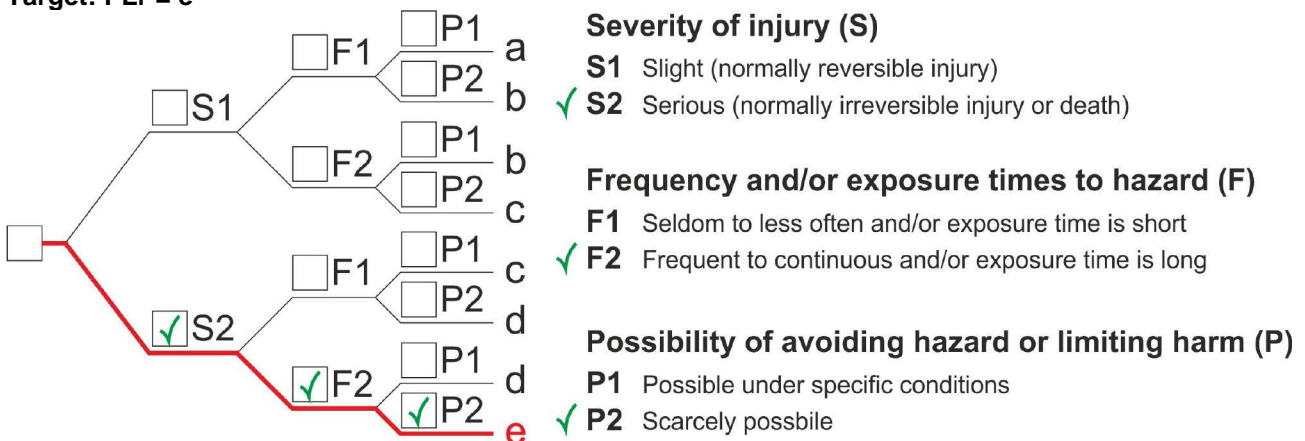 Target: PLr = e
P1
F1
a
P2
b
S1
P1
F2
b
P2
c
P1
F1
c
P2
d
S2
P1
F2
d
P2
e
Severity of injury (S)
S1 Slight (normally reversible injury)
S2 Serious (normally irreversible injury or death)
Frequency and/or exposure times to hazard (F)
F1 Seldom to less often and/or exposure time is short
F2 Frequent to continuous and/or exposure time is long
Possibility of avoiding hazard or limiting harm (P)
P1 Possible under specific conditions
P2 Scarcely possbile